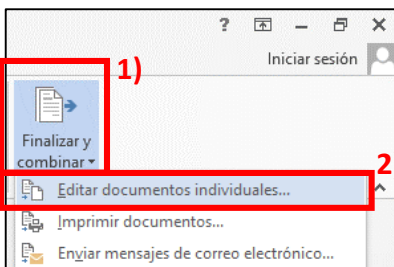 ?
Iniciar sesión
1)
Finalizar y
combinar
2
Editar documentos individuales...
Imprimir documentos...
Enviar mensajes de correo electrónico...